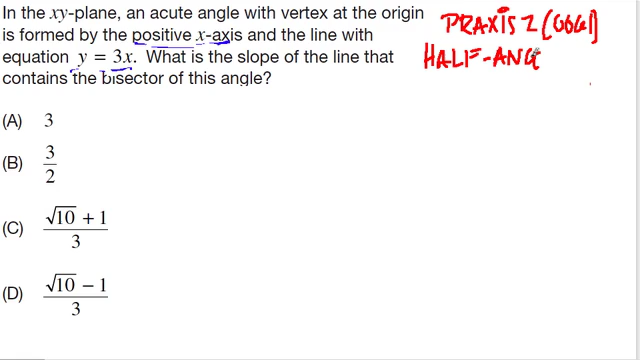 In the xy-plane, an acute angle with vertex at the origin
is formed by the positive x-axis and the line with
equation y = 3x. What is the slope of the line that
contains the bisector of this angle?
PRAXIS 2 (0061)
HALF-ANG
(A) 3
(B) 3/2
(C) (√10 + 1)/3
(D) (√10 − 1)/3